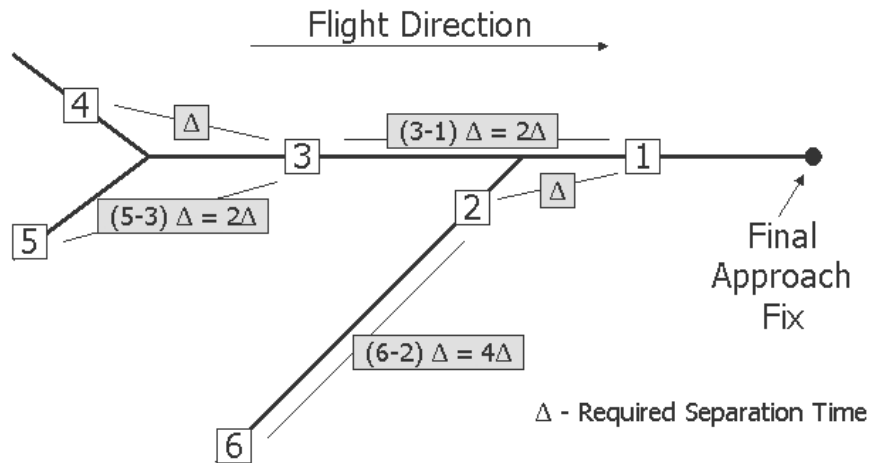 Flight Direction
4
Δ
(3-1) Δ = 2Δ
3
1
(5-3) Δ = 2Δ
2
Δ
5
Final
Approach
Fix
(6-2) Δ = 4Δ
6
Δ - Required Separation Time